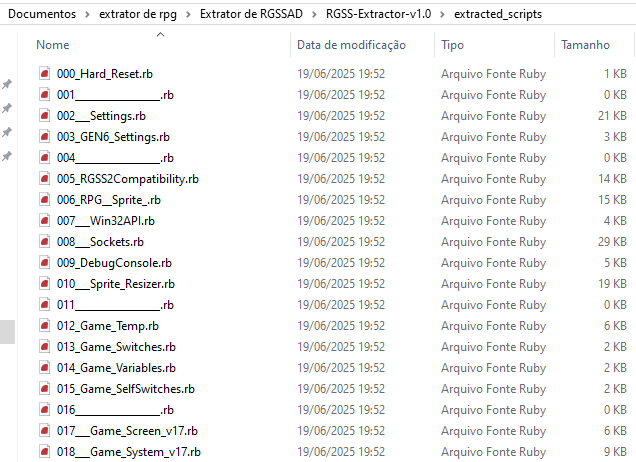 Documentos > extrator de rpg > Extrator de RGSSAD > RGSS-Extractor-v1.0 > extracted_scripts
Nome Data de modificação Tipo Tamanho
000_Hard_Reset.rb 19/06/2025 19:52 Arquivo Fonte Ruby 1 KB
001________________.rb 19/06/2025 19:52 Arquivo Fonte Ruby 0 KB
002___Settings.rb 19/06/2025 19:52 Arquivo Fonte Ruby 21 KB
003_GEN6_Settings.rb 19/06/2025 19:52 Arquivo Fonte Ruby 3 KB
004________________.rb 19/06/2025 19:52 Arquivo Fonte Ruby 0 KB
005_RGSS2Compatibility.rb 19/06/2025 19:52 Arquivo Fonte Ruby 14 KB
006_RPG__Sprite_.rb 19/06/2025 19:52 Arquivo Fonte Ruby 15 KB
007___Win32API.rb 19/06/2025 19:52 Arquivo Fonte Ruby 4 KB
008___Sockets.rb 19/06/2025 19:52 Arquivo Fonte Ruby 29 KB
009_DebugConsole.rb 19/06/2025 19:52 Arquivo Fonte Ruby 5 KB
010___Sprite_Resizer.rb 19/06/2025 19:52 Arquivo Fonte Ruby 19 KB
011________________.rb 19/06/2025 19:52 Arquivo Fonte Ruby 0 KB
012_Game_Temp.rb 19/06/2025 19:52 Arquivo Fonte Ruby 6 KB
013_Game_Switches.rb 19/06/2025 19:52 Arquivo Fonte Ruby 2 KB
014_Game_Variables.rb 19/06/2025 19:52 Arquivo Fonte Ruby 2 KB
015_Game_SelfSwitches.rb 19/06/2025 19:52 Arquivo Fonte Ruby 2 KB
016________________.rb 19/06/2025 19:52 Arquivo Fonte Ruby 0 KB
017___Game_Screen_v17.rb 19/06/2025 19:52 Arquivo Fonte Ruby 6 KB
018___Game_System_v17.rb 19/06/2025 19:52 Arquivo Fonte Ruby 9 KB